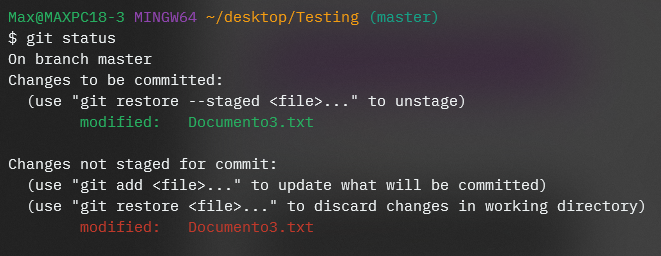 Max@MAXPC18-3 MINGW64 ~/desktop/Testing (master)
$ git status
On branch master
Changes to be committed:
  (use "git restore --staged <file>..." to unstage)
        modified:   Documento3.txt

Changes not staged for commit:
  (use "git add <file>..." to update what will be committed)
  (use "git restore <file>..." to discard changes in working directory)
        modified:   Documento3.txt